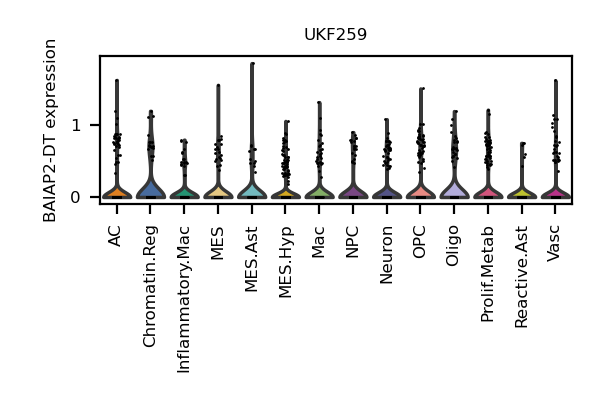 UKF259
BAIAP2-DT expression
1
0
AC
Chromatin.Reg
Inflammatory.Mac
MES
MES.Ast
MES.Hyp
Mac
NPC
Neuron
OPC
Oligo
Prolif.Metab
Reactive.Ast
Vasc